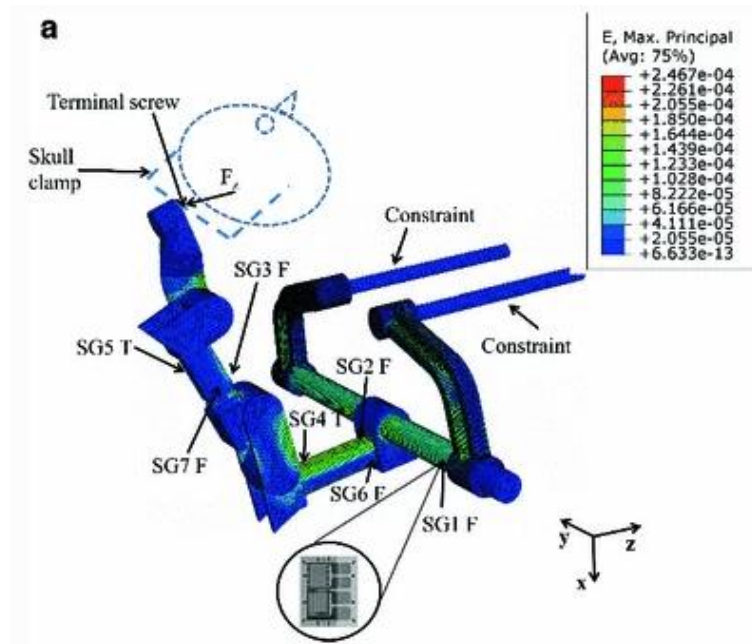 a
E, Max. Principal
(Avg: 75%)
+2.467e-04
+2.261e-04
+2.055e-04
+1.850e-04
+1.644e-04
+1.439e-04
+1.233e-04
+1.028e-04
+8.222e-05
+6.166e-05
+4.111e-05
+2.055e-05
+6.633e-13
Terminal screw
Skull
clamp
F
Constraint
SG3 F
SG5 T
Constraint
SG2 F
SG4 T
SG7 F
SG6 F
SG1 F
y
z
x